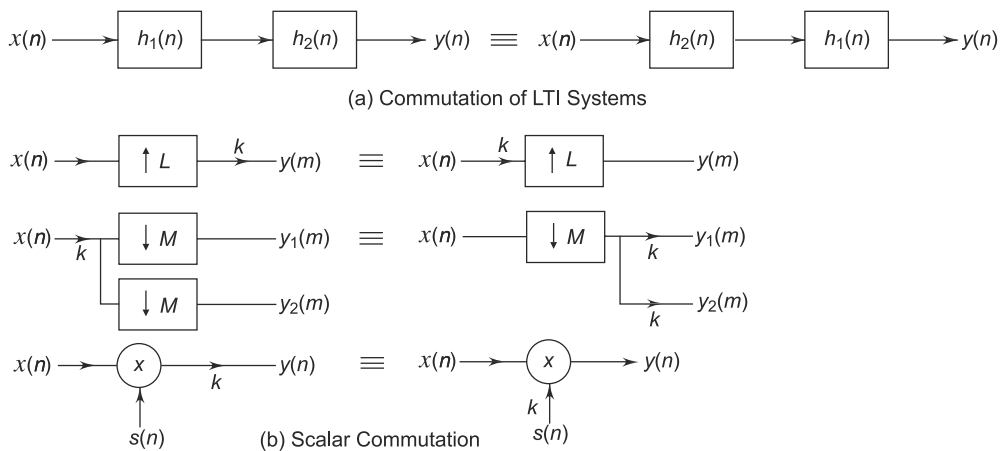 x(n) h₁(n) h₂(n) y(n) ≡ x(n) h₂(n) h₁(n) y(n)
(a) Commutation of LTI Systems
x(n) ↑ L k y(m) ≡ x(n) k ↑ L y(m)
x(n) k ↓ M y₁(m) ≡ x(n) ↓ M k y₁(m)
↓ M y₂(m) k y₂(m)
x(n) x k y(n) ≡ x(n) x y(n)
s(n) k s(n)
(b) Scalar Commutation